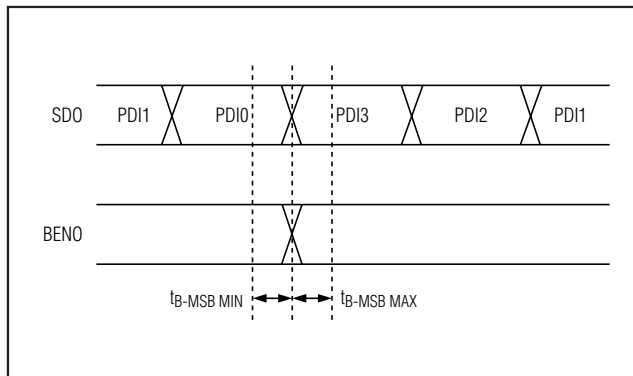 SDO PDI1 PDI0 PDI3 PDI2 PDI1
BENO
tB-MSB MIN tB-MSB MAX